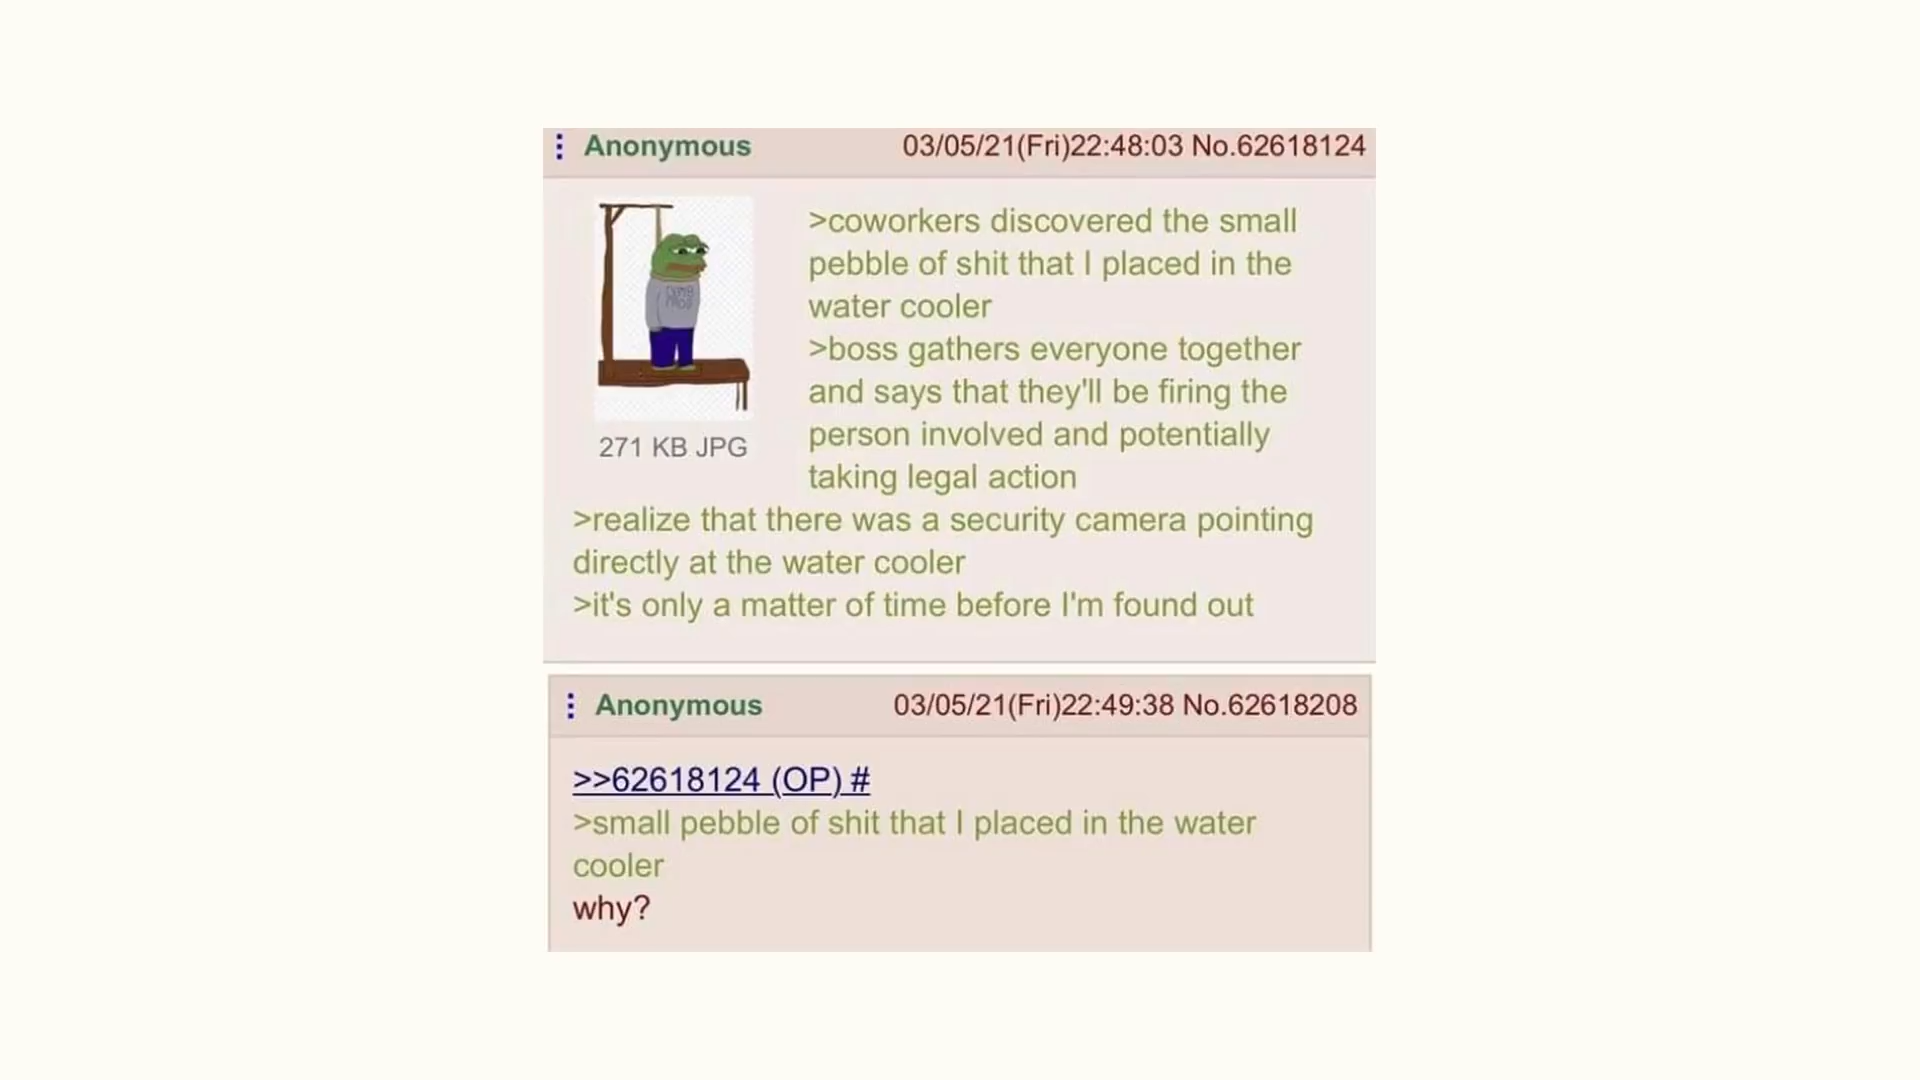 Anonymous 03/05/21(Fri)22:48:03 No.62618124
>coworkers discovered the small
pebble of shit that I placed in the
water cooler
>boss gathers everyone together
and says that they'll be firing the
person involved and potentially
taking legal action
271 KB JPG
>realize that there was a security camera pointing
directly at the water cooler
>it's only a matter of time before I'm found out
Anonymous 03/05/21(Fri)22:49:38 No.62618208
>>62618124 (OP) #
>small pebble of shit that I placed in the water
cooler
why?